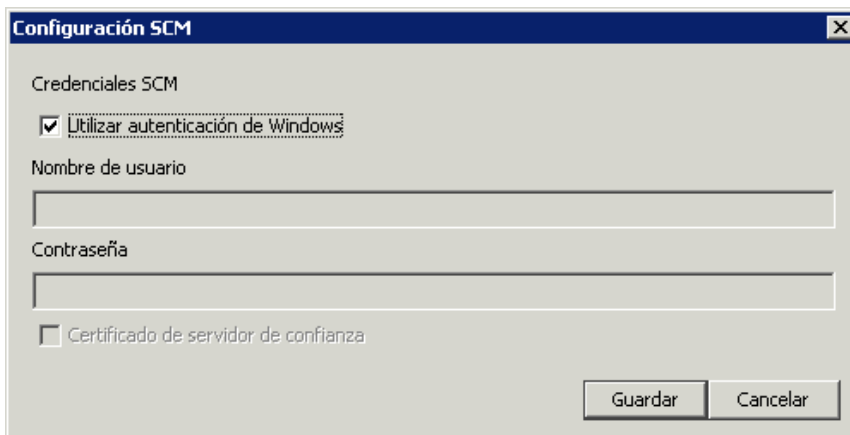 Configuración SCM
Credenciales SCM
Utilizar autenticación de Windows
Nombre de usuario
Contraseña
Certificado de servidor de confianza
Guardar Cancelar